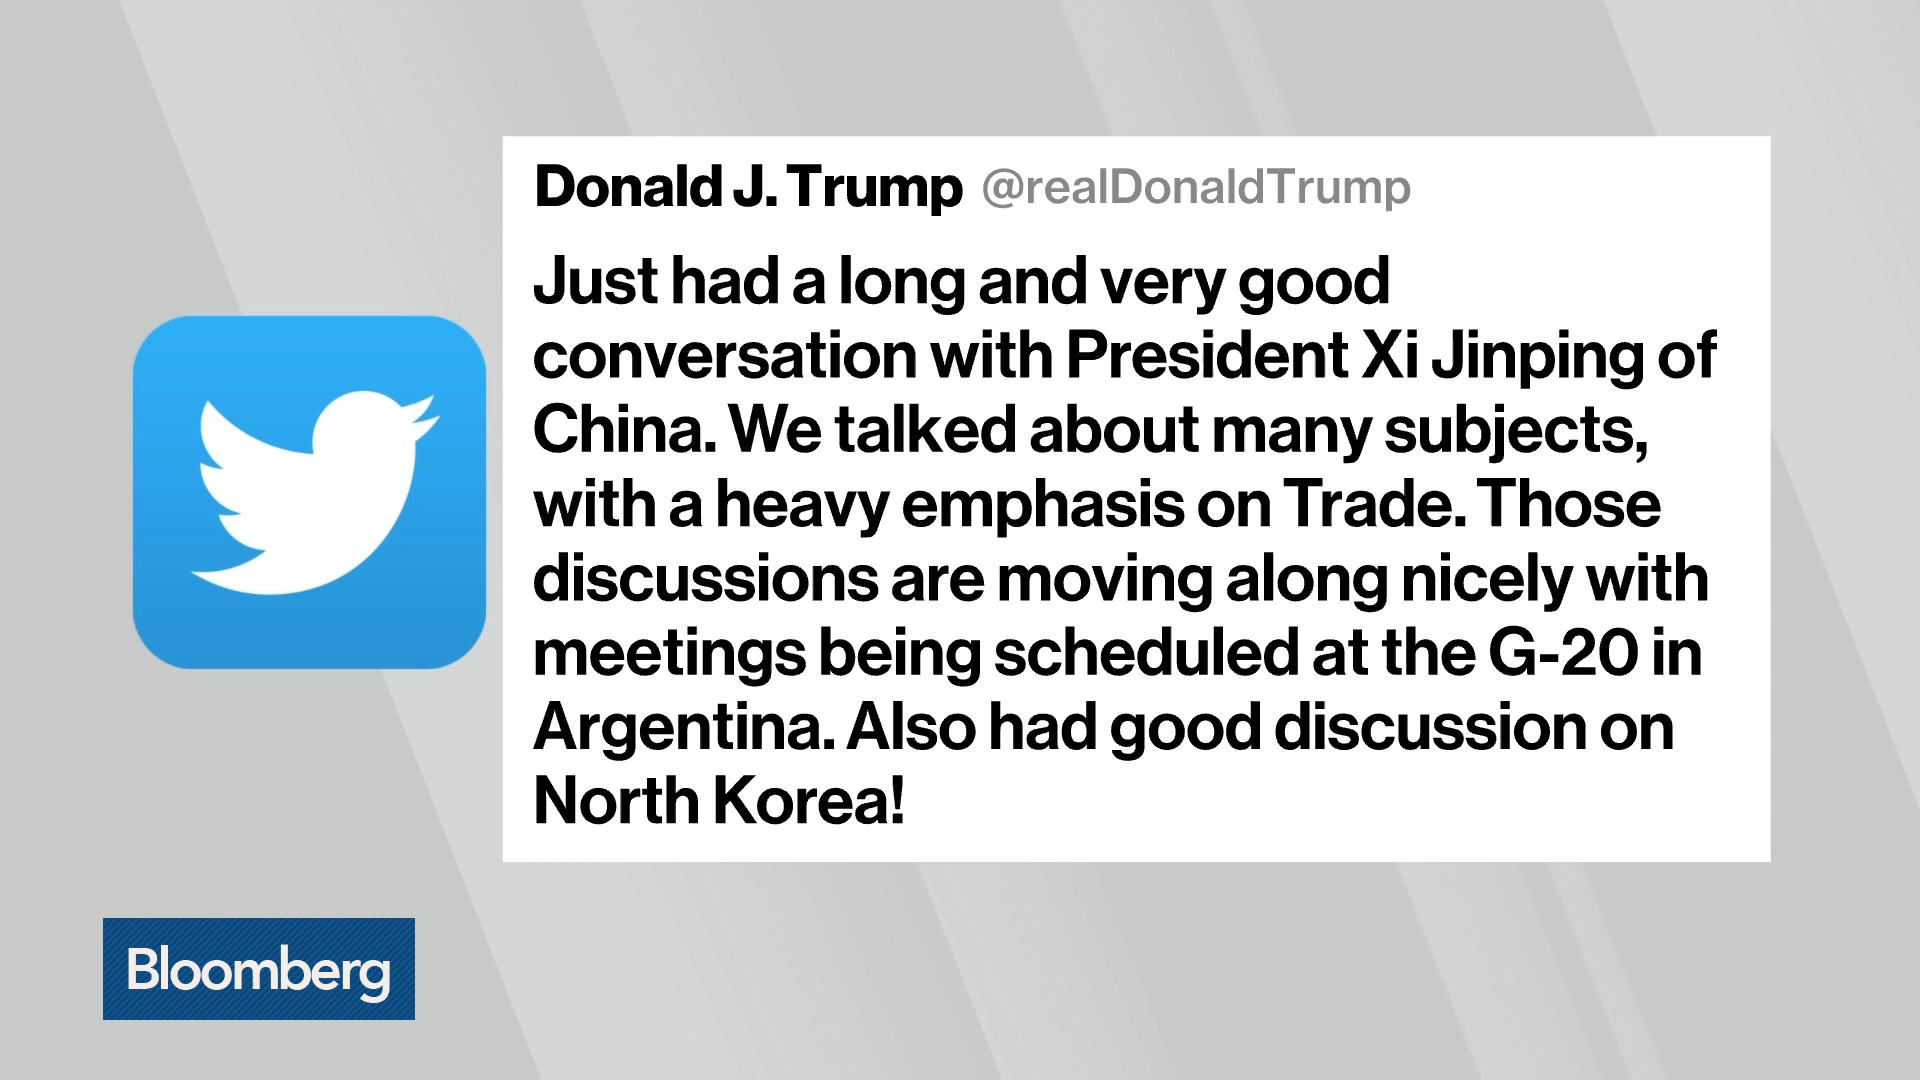 Donald J. Trump @realDonaldTrump
Just had a long and very good
conversation with President Xi Jinping of
China. We talked about many subjects,
with a heavy emphasis on Trade. Those
discussions are moving along nicely with
meetings being scheduled at the G-20 in
Argentina. Also had good discussion on
North Korea!
Bloomberg